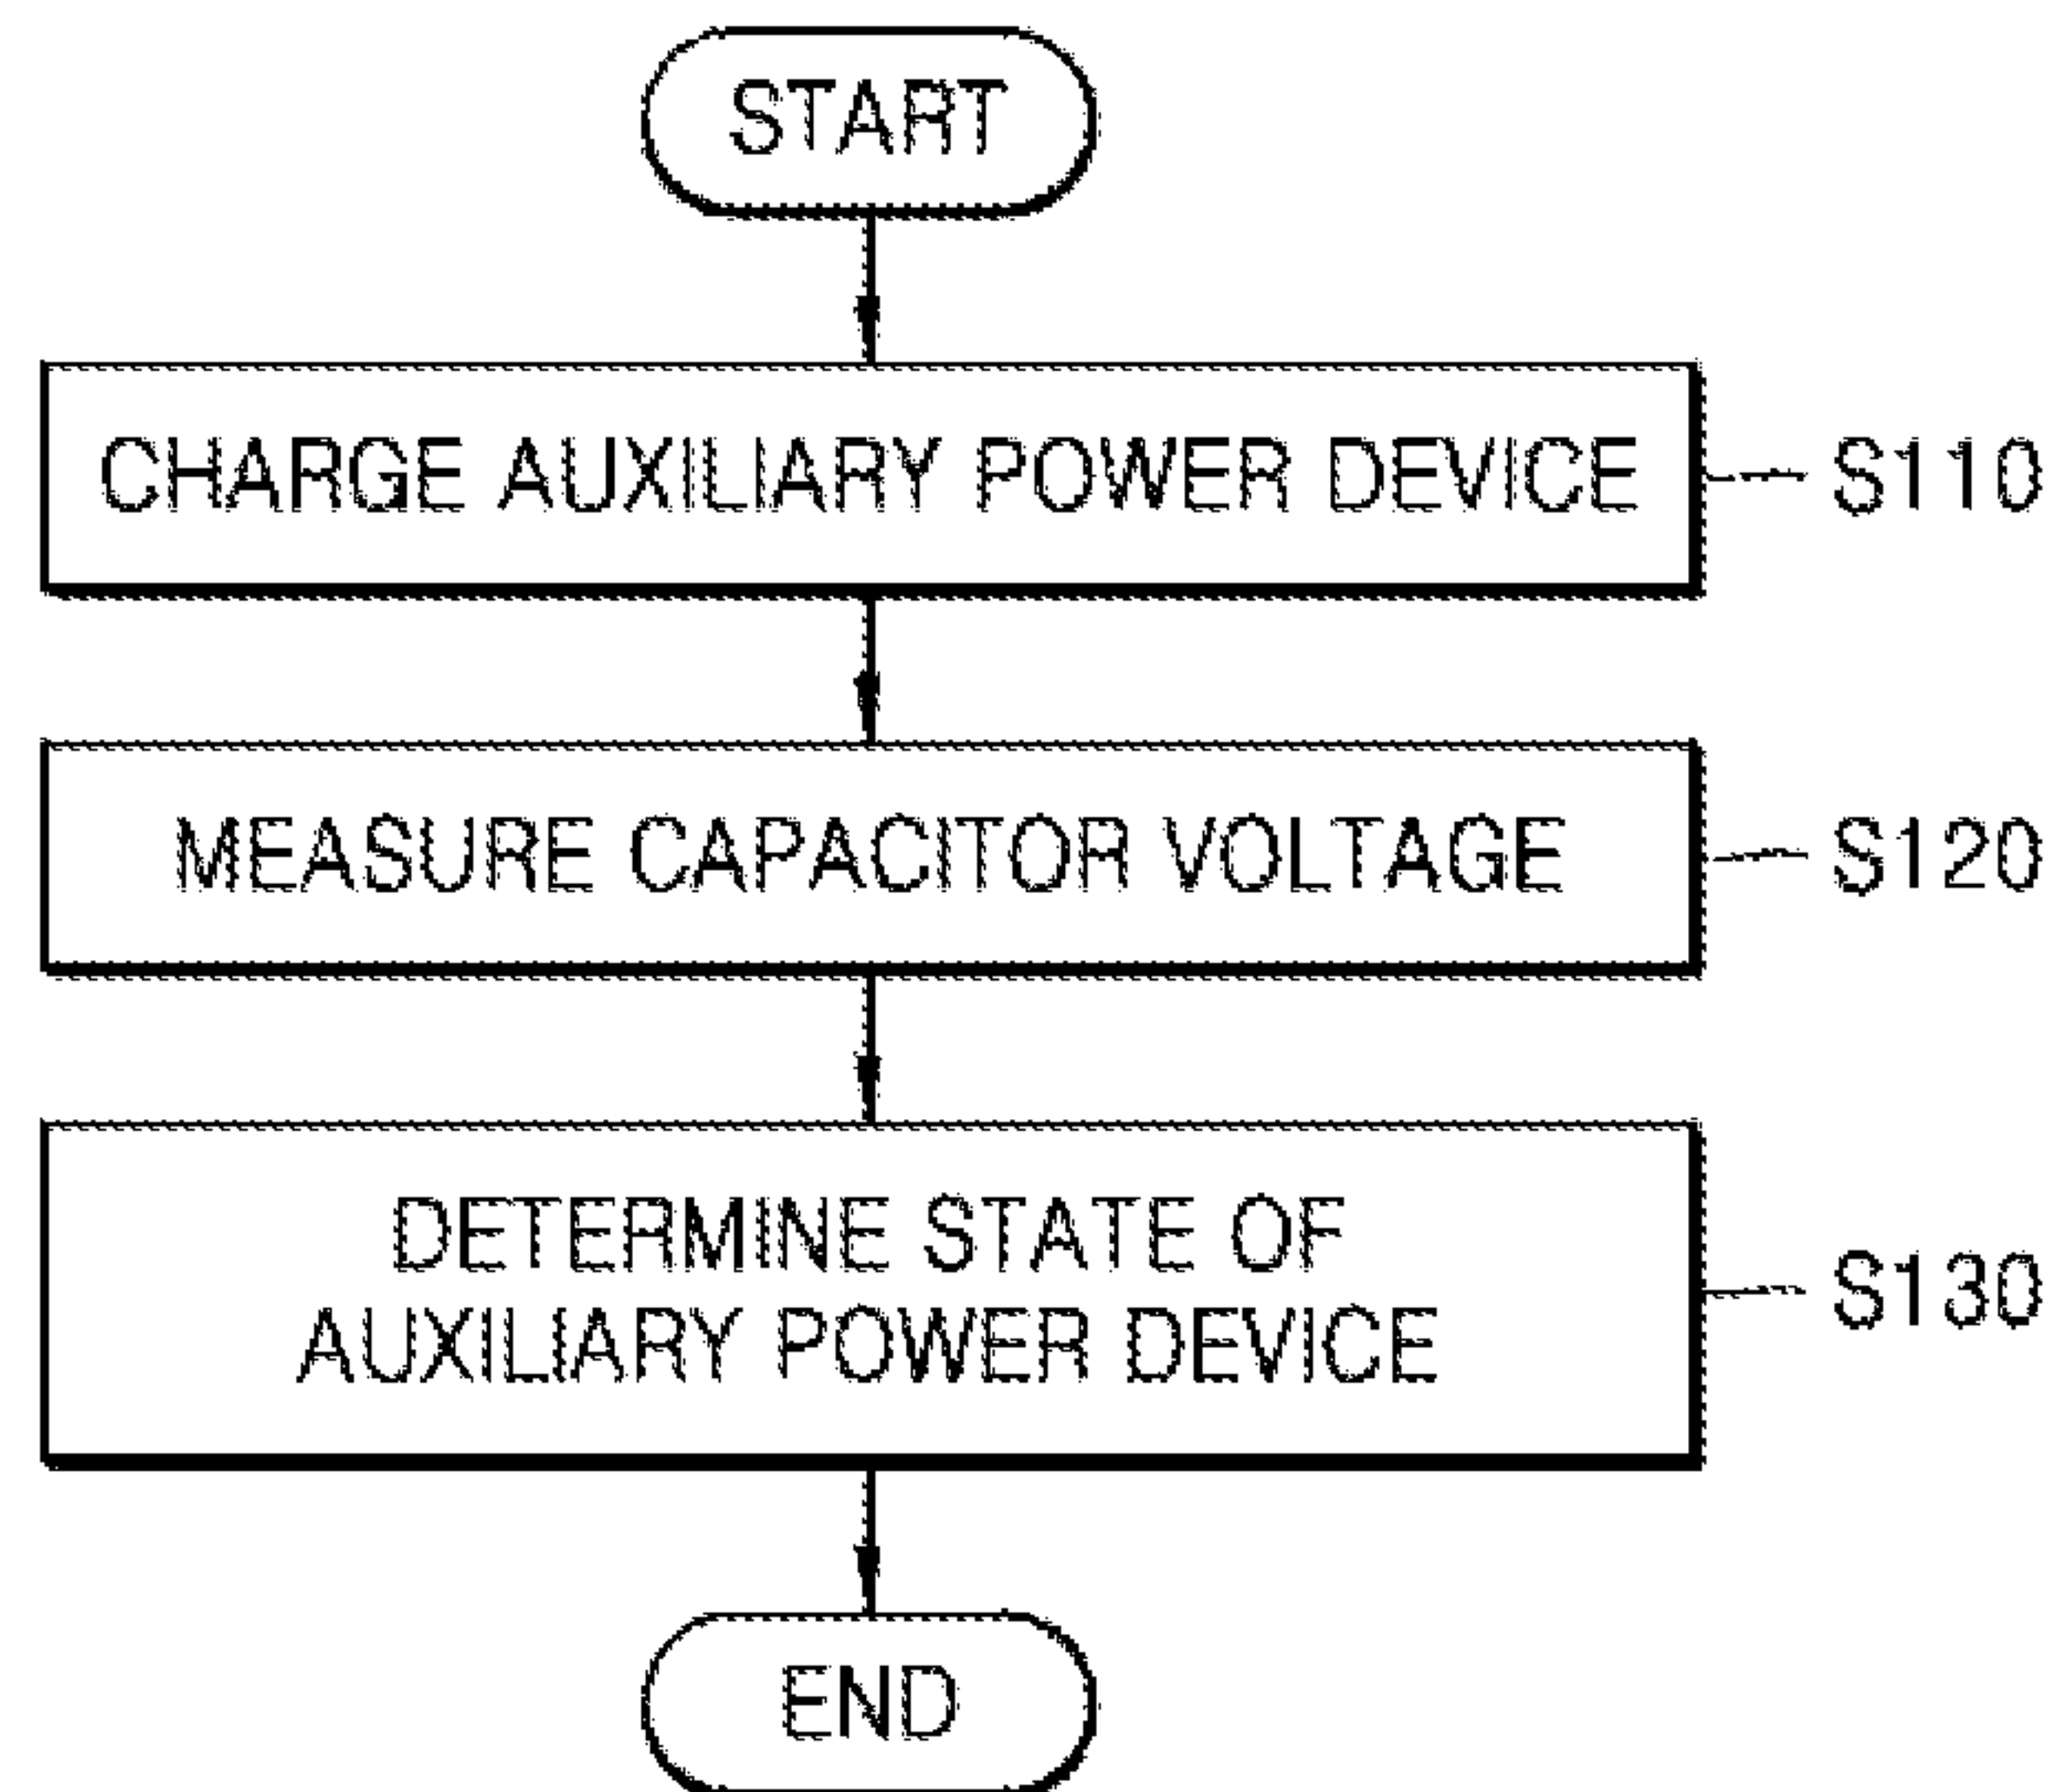 START
CHARGE AUXILIARY POWER DEVICE
S110
MEASURE CAPACITOR VOLTAGE
S120
DETERMINE STATE OF
AUXILIARY POWER DEVICE
S130
END